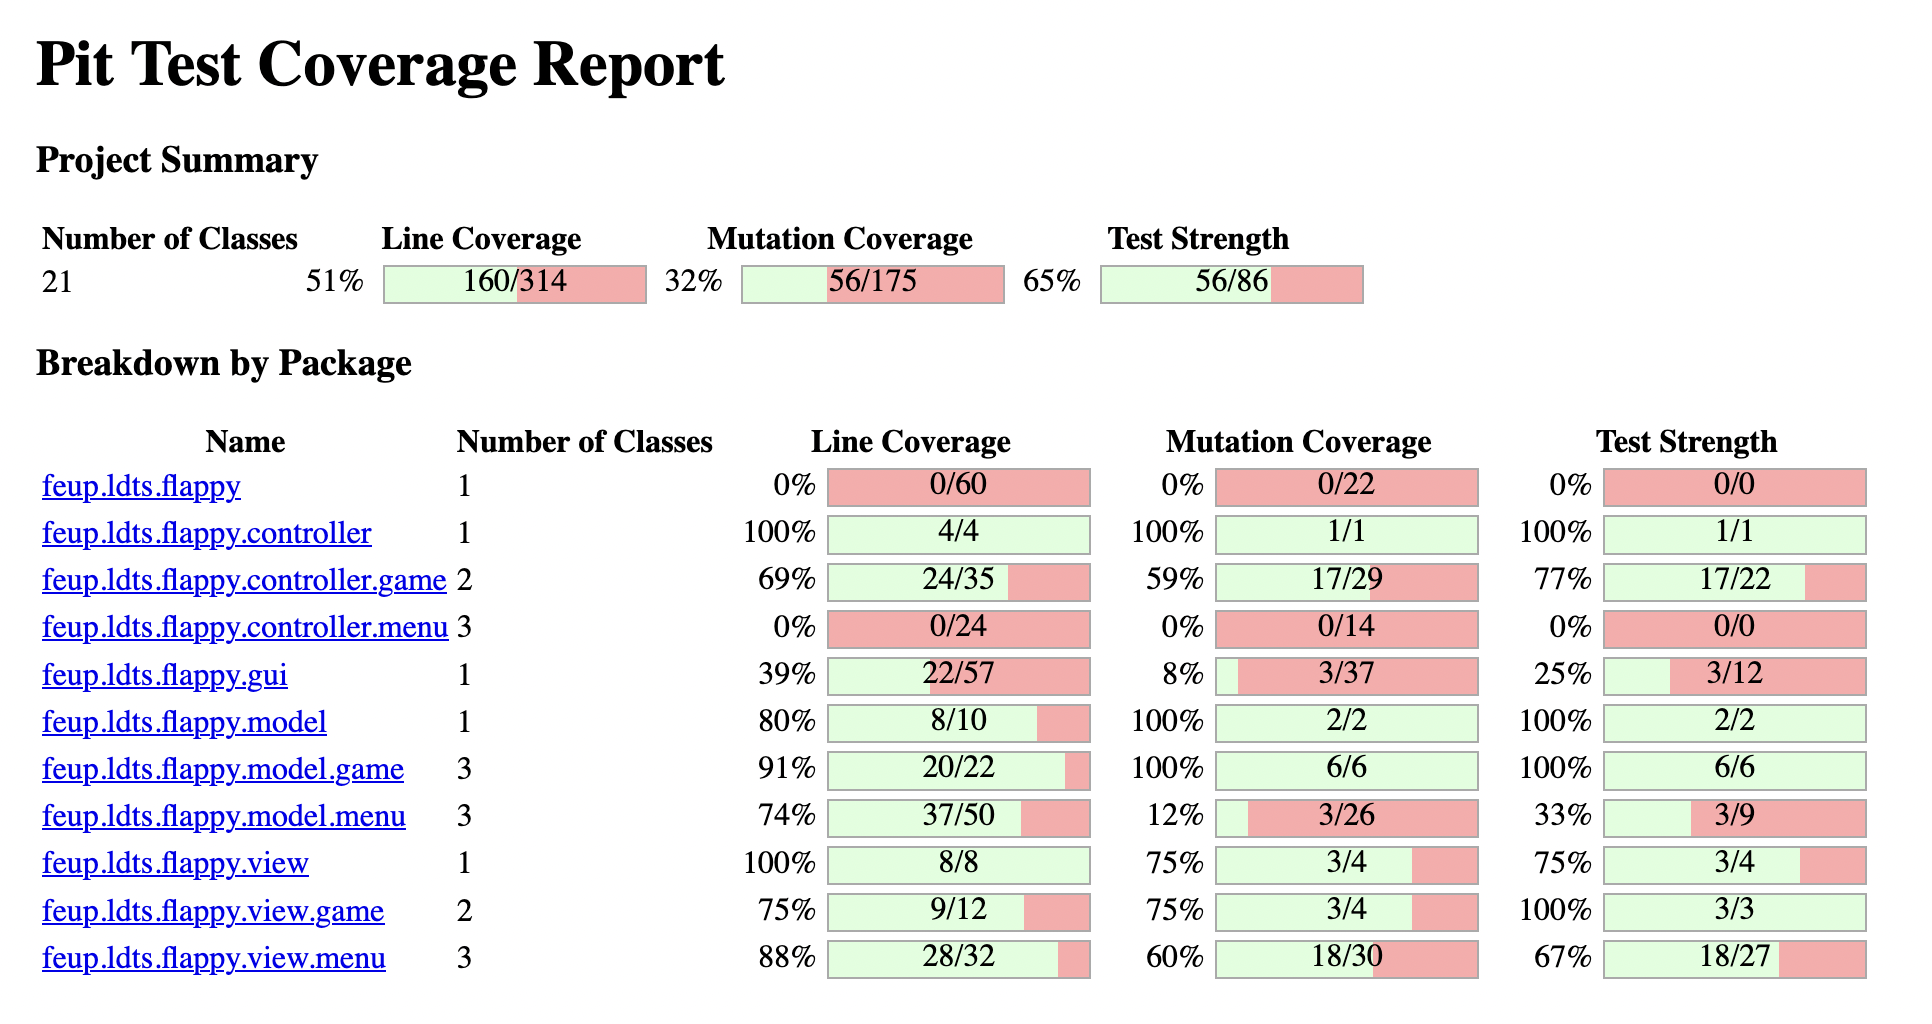 Pit Test Coverage Report
Project Summary
Number of Classes Line Coverage Mutation Coverage Test Strength
21 51% 160/314 32% 56/175 65% 56/86
Breakdown by Package
Name Number of Classes Line Coverage Mutation Coverage Test Strength
feup.ldts.flappy 1 0% 0/60 0% 0/22 0% 0/0
feup.ldts.flappy.controller 1 100% 4/4 100% 1/1 100% 1/1
feup.ldts.flappy.controller.game 2 69% 24/35 59% 17/29 77% 17/22
feup.ldts.flappy.controller.menu 3 0% 0/24 0% 0/14 0% 0/0
feup.ldts.flappy.gui 1 39% 22/57 8% 3/37 25% 3/12
feup.ldts.flappy.model 1 80% 8/10 100% 2/2 100% 2/2
feup.ldts.flappy.model.game 3 91% 20/22 100% 6/6 100% 6/6
feup.ldts.flappy.model.menu 3 74% 37/50 12% 3/26 33% 3/9
feup.ldts.flappy.view 1 100% 8/8 75% 3/4 75% 3/4
feup.ldts.flappy.view.game 2 75% 9/12 75% 3/4 100% 3/3
feup.ldts.flappy.view.menu 3 88% 28/32 60% 18/30 67% 18/27